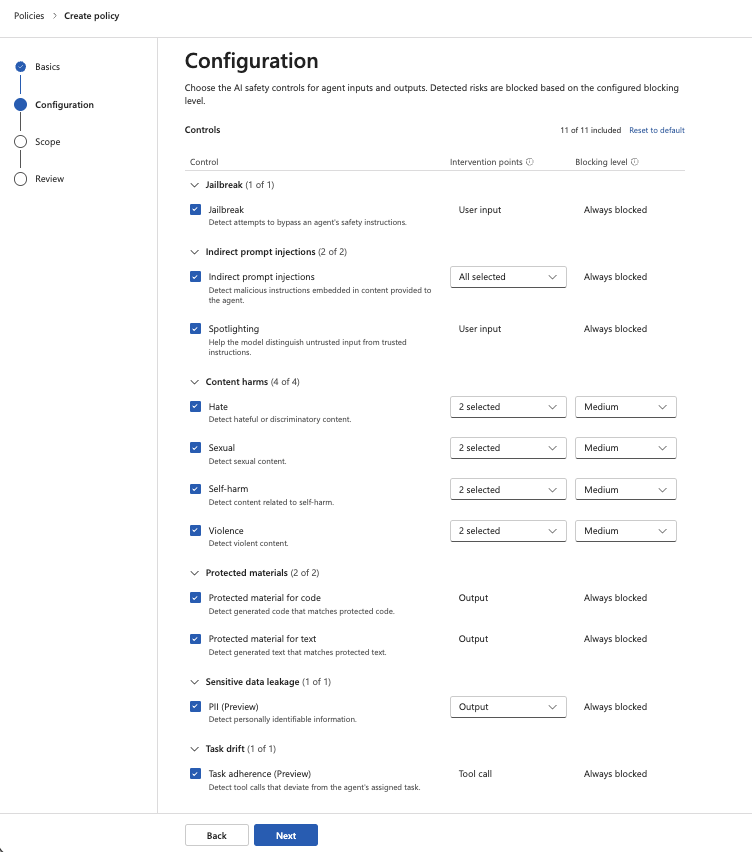 Policies > Create policy
Basics
Configuration
Scope
Review
Configuration
Choose the AI safety controls for agent inputs and outputs. Detected risks are blocked based on the configured blocking
level.
Controls 11 of 11 included Reset to default
Control Intervention points Blocking level
Jailbreak (1 of 1)
Jailbreak User input Always blocked
Detect attempts to bypass an agent's safety instructions.
Indirect prompt injections (2 of 2)
Indirect prompt injections All selected Always blocked
Detect malicious instructions embedded in content provided to
the agent.
Spotlighting User input Always blocked
Help the model distinguish untrusted input from trusted
instructions.
Content harms (4 of 4)
Hate 2 selected Medium
Detect hateful or discriminatory content.
Sexual 2 selected Medium
Detect sexual content.
Self-harm 2 selected Medium
Detect content related to self-harm.
Violence 2 selected Medium
Detect violent content.
Protected materials (2 of 2)
Protected material for code Output Always blocked
Detect generated code that matches protected code.
Protected material for text Output Always blocked
Detect generated text that matches protected text.
Sensitive data leakage (1 of 1)
PII (Preview) Output Always blocked
Detect personally identifiable information.
Task drift (1 of 1)
Task adherence (Preview) Tool call Always blocked
Detect tool calls that deviate from the agent's assigned task.
Back Next